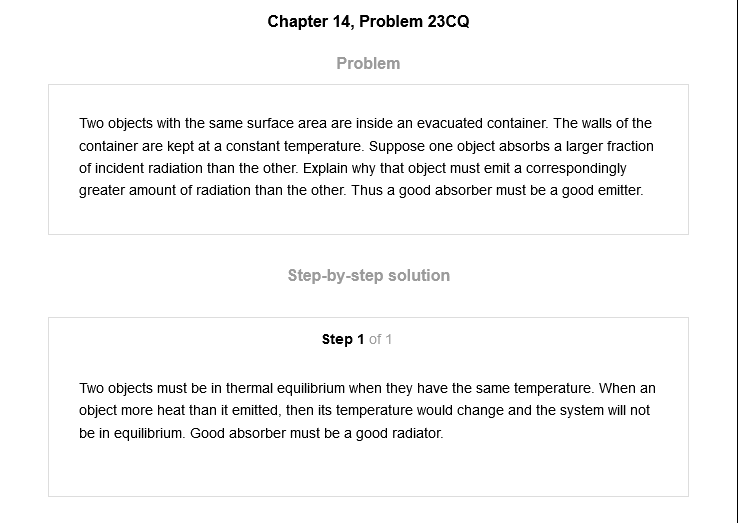 Chapter 14, Problem 23CQ
Problem
Two objects with the same surface area are inside an evacuated container. The walls of the
container are kept at a constant temperature. Suppose one object absorbs a larger fraction
of incident radiation than the other. Explain why that object must emit a correspondingly
greater amount of radiation than the other. Thus a good absorber must be a good emitter.
Step-by-step solution
Step 1 of 1
Two objects must be in thermal equilibrium when they have the same temperature. When an
object more heat than it emitted, then its temperature would change and the system will not
be in equilibrium. Good absorber must be a good radiator.